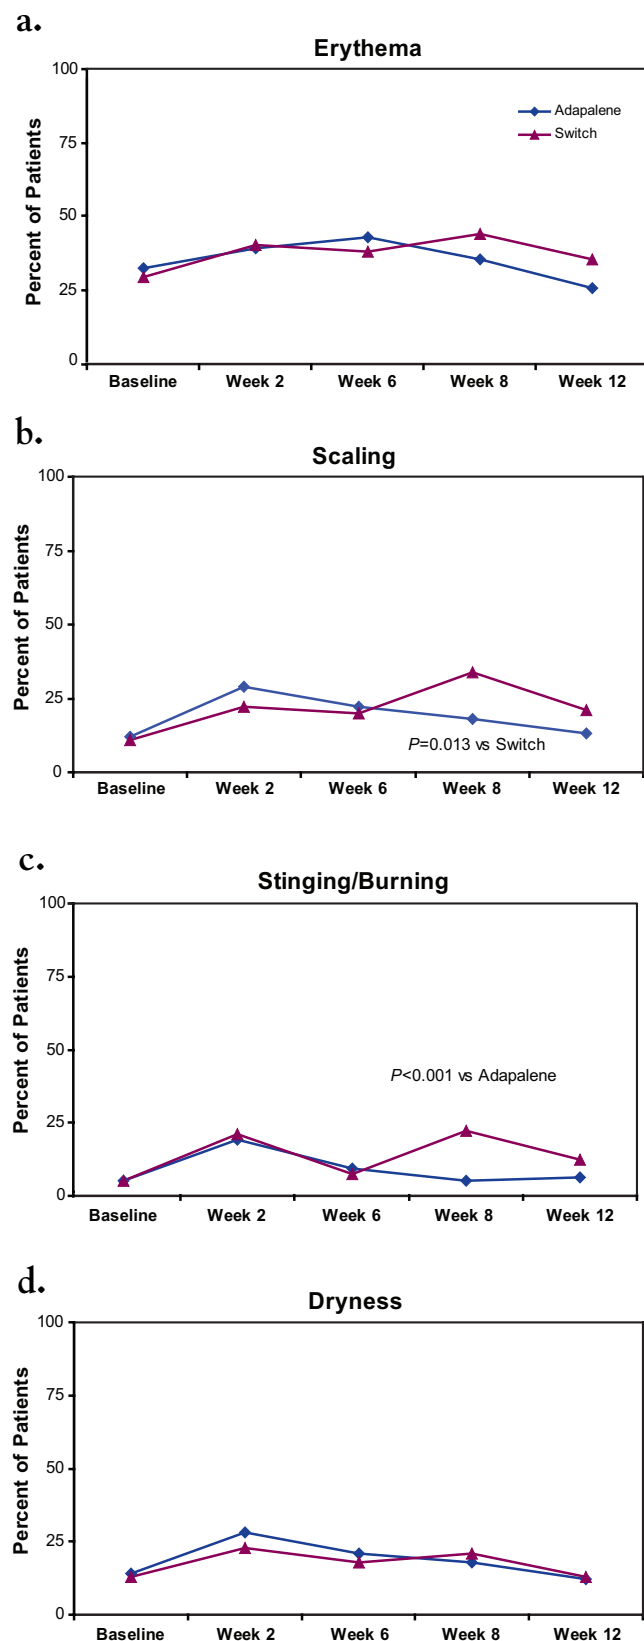 a.
Erythema
100
75
50
25
0
Percent of Patients
Adapalene
Switch
Baseline Week 2 Week 6 Week 8 Week 12
b.
Scaling
100
75
50
25
0
Percent of Patients
P=0.013 vs Switch
Baseline Week 2 Week 6 Week 8 Week 12
c.
Stinging/Burning
100
75
50
25
0
Percent of Patients
P<0.001 vs Adapalene
Baseline Week 2 Week 6 Week 8 Week 12
d.
Dryness
100
75
50
25
0
Percent of Patients
Baseline Week 2 Week 6 Week 8 Week 12